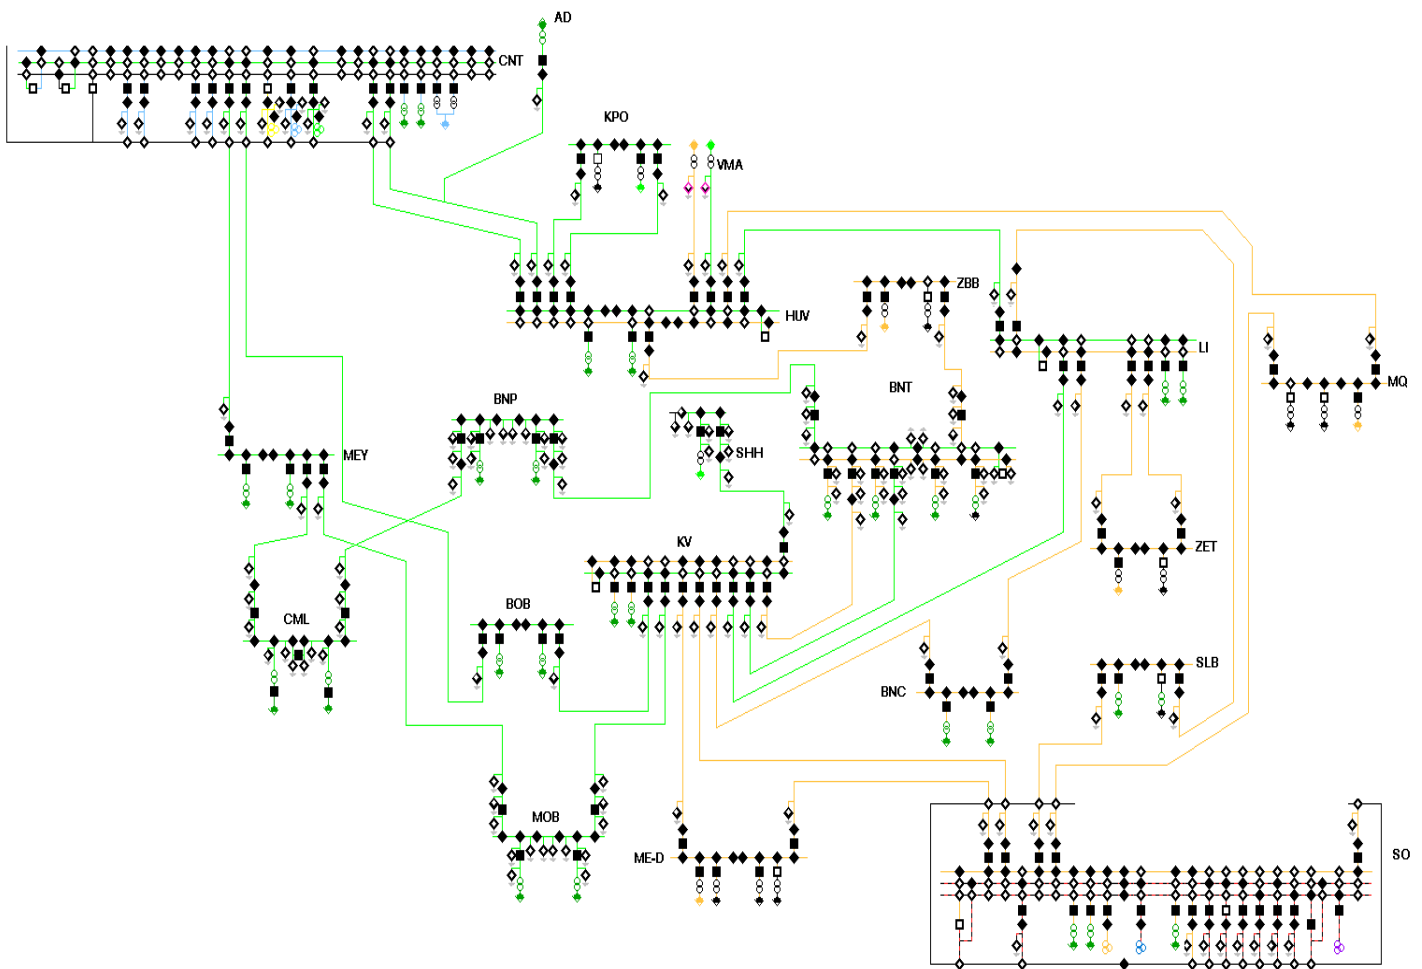 AD
CNT
KPO
VMA
ZBB
HUV
LI
MQ
BNP
BNT
SHH
MEY
KV
ZET
BOB
CML
SLB
BNC
MOB
ME-D
SO